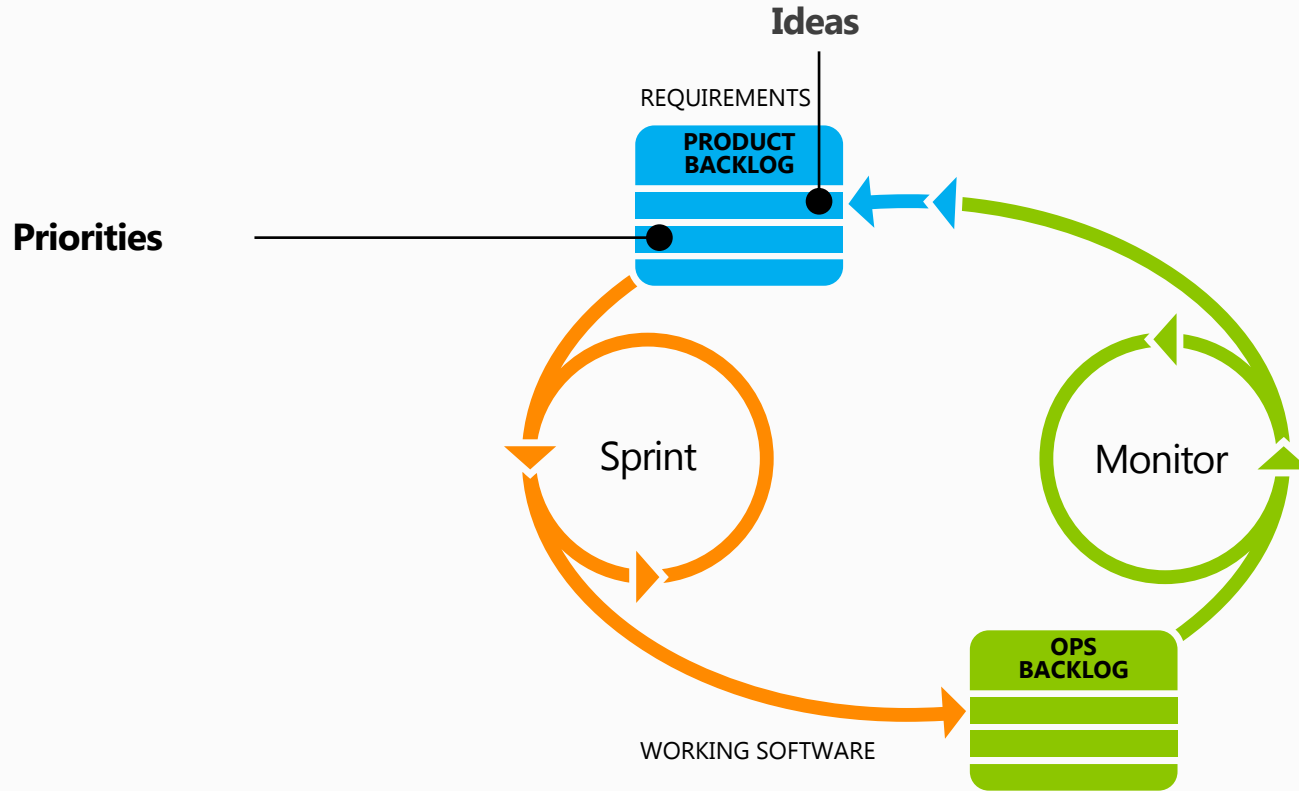 Ideas
REQUIREMENTS
PRODUCT
BACKLOG
Priorities
Sprint
Monitor
OPS
BACKLOG
WORKING SOFTWARE